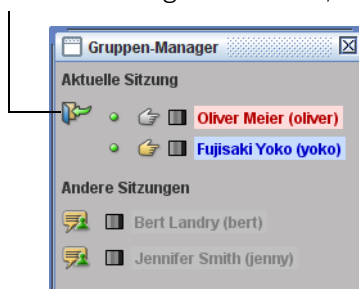 Gruppen-Manager
Aktuelle Sitzung
Oliver Meier (oliver)
Fujisaki Yoko (yoko)
Andere Sitzungen
Bert Landry (bert)
Jennifer Smith (jenny)